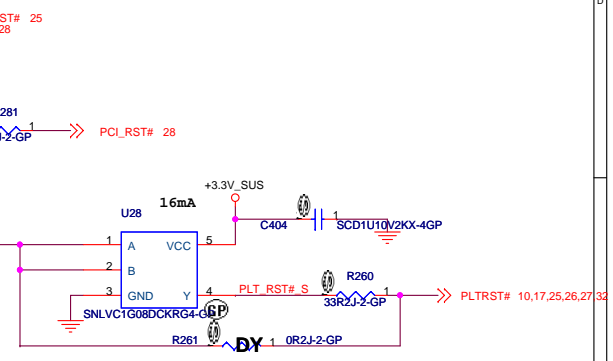 D
ST# 25
28
281
1
J-2-GP
PCI_RST# 28
+3.3V_SUS
16mA
U28
C404
1
SCD1U10V2KX-4GP
1
A
VCC
5
2
B
3
GND
Y
4
PLT_RST#_S
R260
1
33R2J-2-GP
PLTRST# 10,17,25,26,27,32
SNLVC1G08DCKRG4-GP
GP
R261
DY
1
0R2J-2-GP